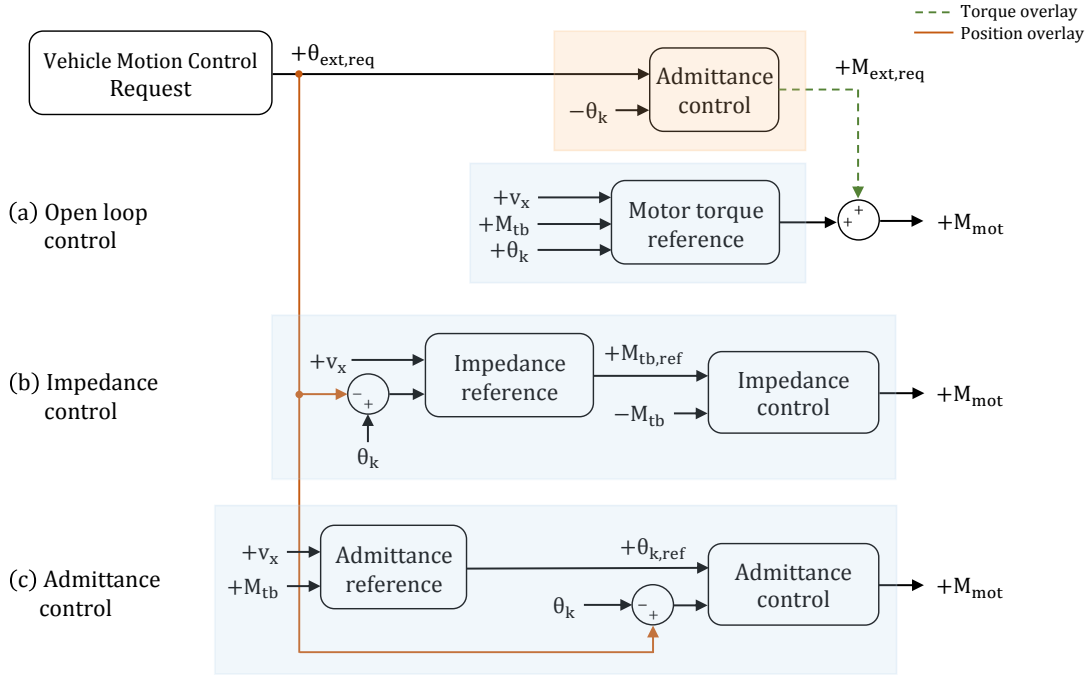 Torque overlay
Position overlay
Vehicle Motion Control
Request
+θext,req
Admittance
control
−θk
+Mext,req
(a) Open loop
control
+vx
+Mtb
+θk
Motor torque
reference
+
+
+Mmot
(b) Impedance
control
+vx
-
+
θk
Impedance
reference
+Mtb,ref
−Mtb
Impedance
control
+Mmot
(c) Admittance
control
+vx
+Mtb
Admittance
reference
+θk,ref
θk
-
+
Admittance
control
+Mmot